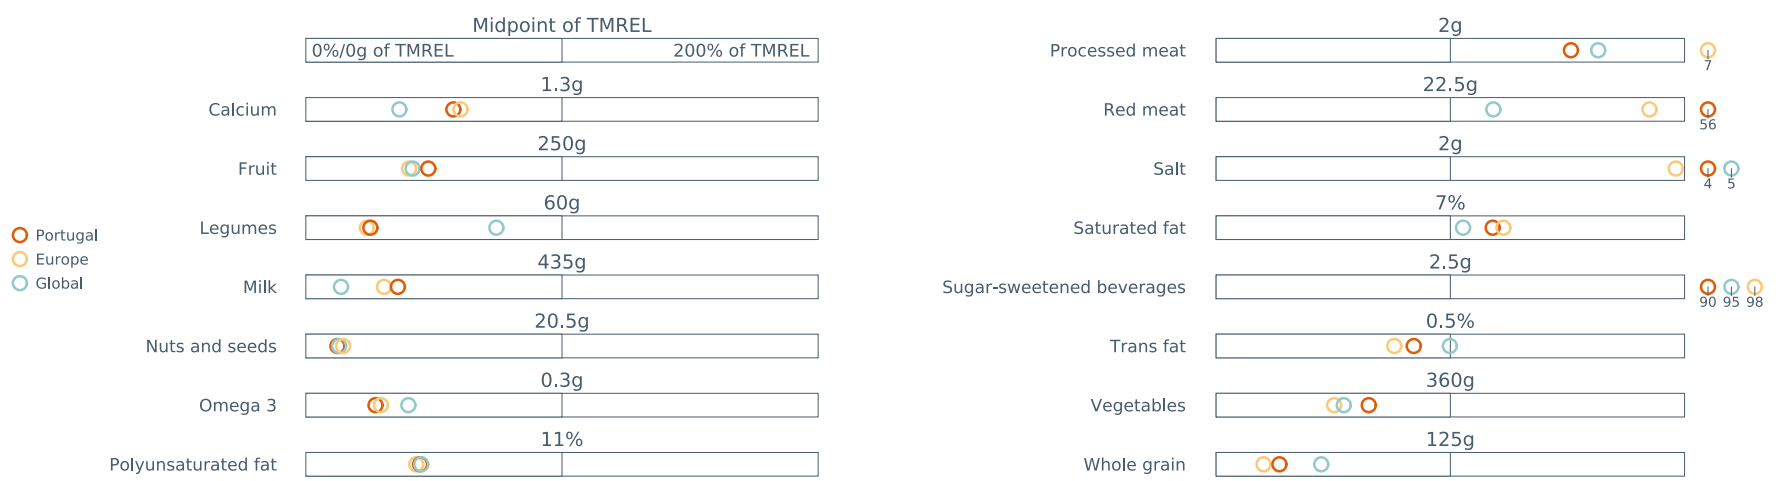 Midpoint of TMREL
0%/0g of TMREL 200% of TMREL
1.3g
Calcium
250g
Fruit
60g
Legumes
435g
Milk
20.5g
Nuts and seeds
0.3g
Omega 3
11%
Polyunsaturated fat
Portugal
Europe
Global
2g
Processed meat
7
22.5g
Red meat
56
2g
Salt
4 5
7%
Saturated fat
2.5g
Sugar-sweetened beverages
90 95 98
0.5%
Trans fat
360g
Vegetables
125g
Whole grain